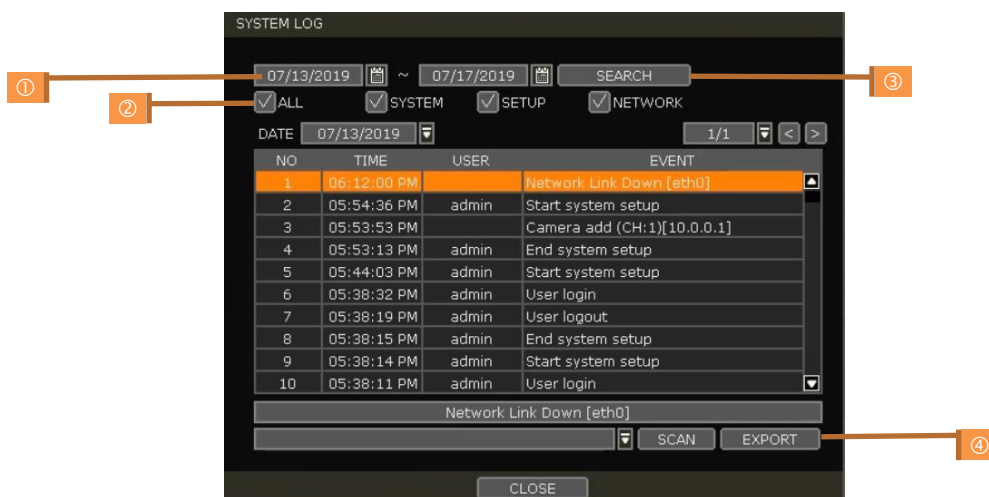 SYSTEM LOG
① 07/13/2019 ~ 07/17/2019 SEARCH ③
② ALL SYSTEM SETUP NETWORK
DATE 07/13/2019 1/1 < >
NO TIME USER EVENT
1 06:12:00 PM Network Link Down [eth0]
2 05:54:36 PM admin Start system setup
3 05:53:53 PM Camera add (CH:1)[10.0.0.1]
4 05:53:13 PM admin End system setup
5 05:44:03 PM admin Start system setup
6 05:38:32 PM admin User login
7 05:38:19 PM admin User logout
8 05:38:15 PM admin End system setup
9 05:38:14 PM admin Start system setup
10 05:38:11 PM admin User login
Network Link Down [eth0]
SCAN EXPORT ④
CLOSE